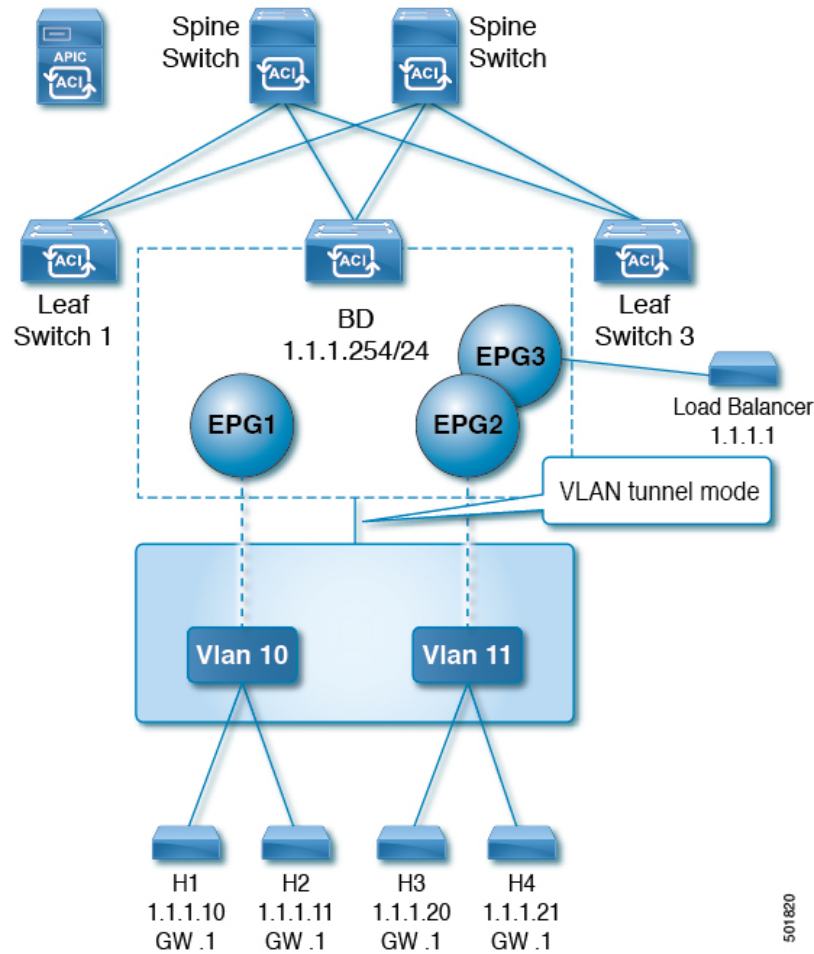 APIC
ACI
Spine
Switch
ACI
ACI
Spine
Switch
ACI
Leaf
Switch 1
ACI
ACI
Leaf
Switch 3
BD
1.1.1.254/24
EPG1
EPG3
EPG2
Load Balancer
1.1.1.1
VLAN tunnel mode
Vlan 10
Vlan 11
H1
1.1.1.10
GW .1
H2
1.1.1.11
GW .1
H3
1.1.1.20
GW .1
H4
1.1.1.21
GW .1
501820